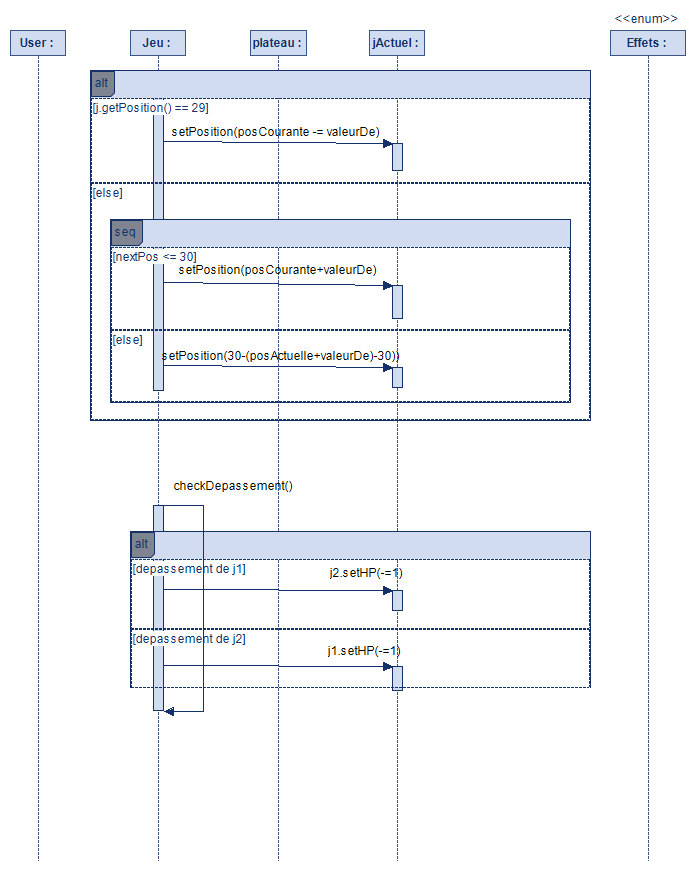 <<enum>>
User :
Jeu :
plateau :
jActuel :
Effets :
alt
[j.getPosition() == 29]
setPosition(posCourante -= valeurDe)
[else]
seq
[nextPos <= 30]
setPosition(posCourante+valeurDe)
[else]
setPosition(30-(posActuelle+valeurDe)-30))
checkDepassement()
alt
[depassement de j1]
j2.setHP(-=1)
[depassement de j2]
j1.setHP(-=1)